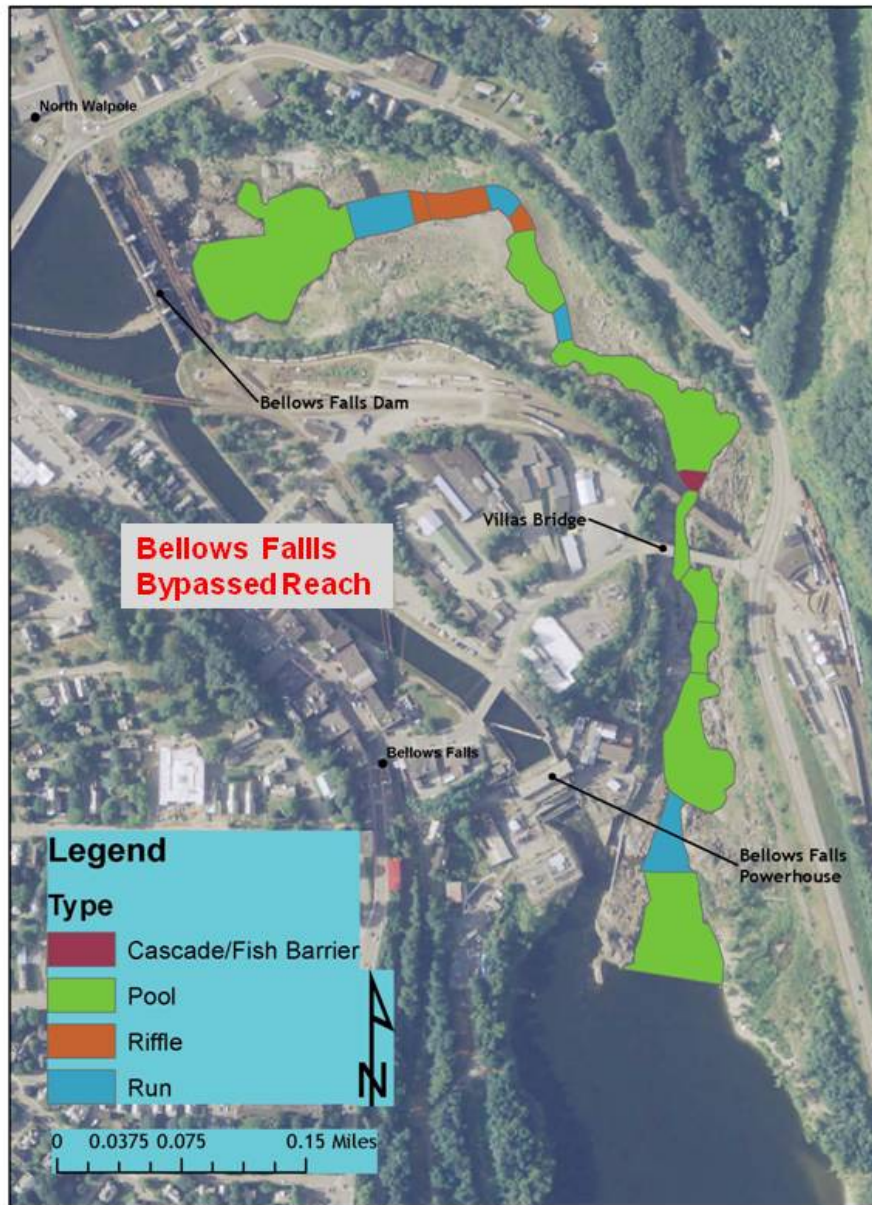 North Walpole
Bellows Falls Dam
Villas Bridge
Bellows Fallls
Bypassed Reach
Bellows Falls
Bellows Falls
Powerhouse
Legend
Type
Cascade/Fish Barrier
Pool
Riffle
Run
N
0 0.0375 0.075 0.15 Miles